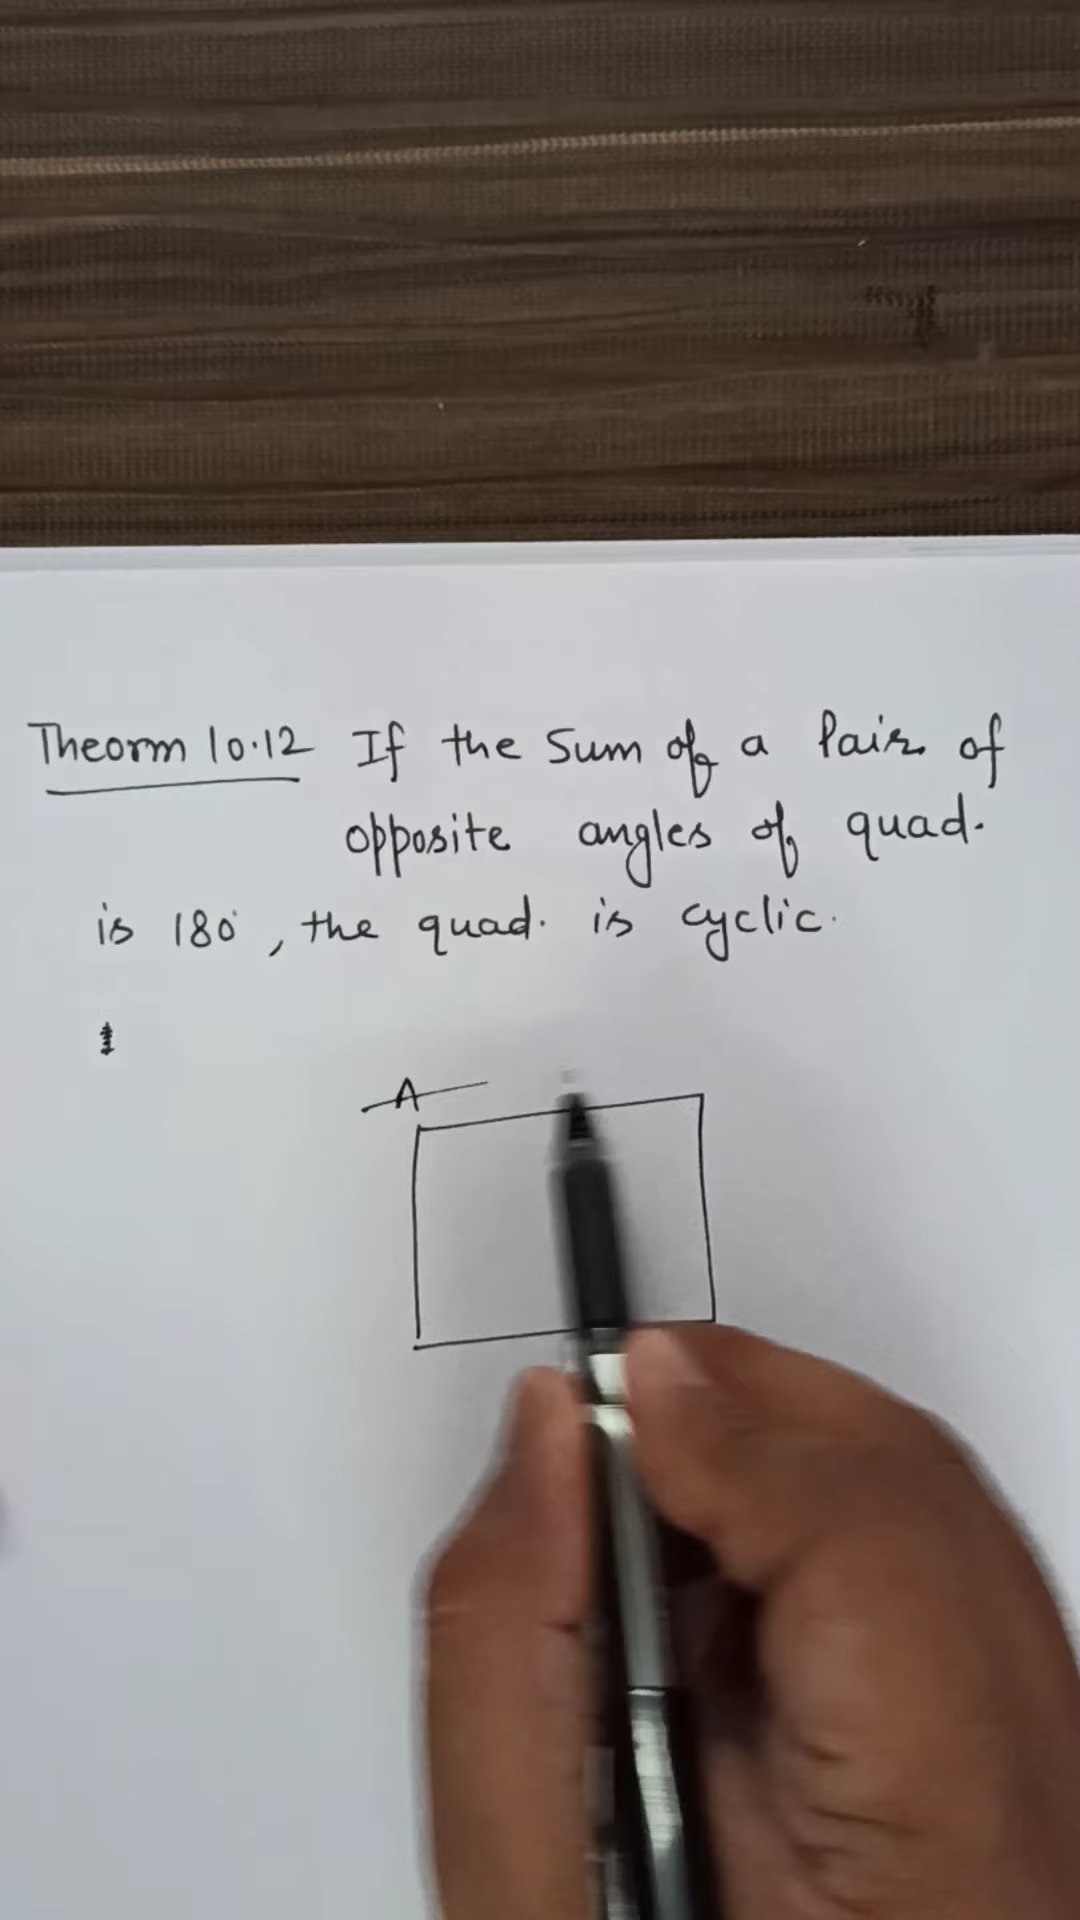 Theorm 10.12 If the Sum of a Pair of
opposite angles of quad.
is 180°, the quad. is cyclic.
A